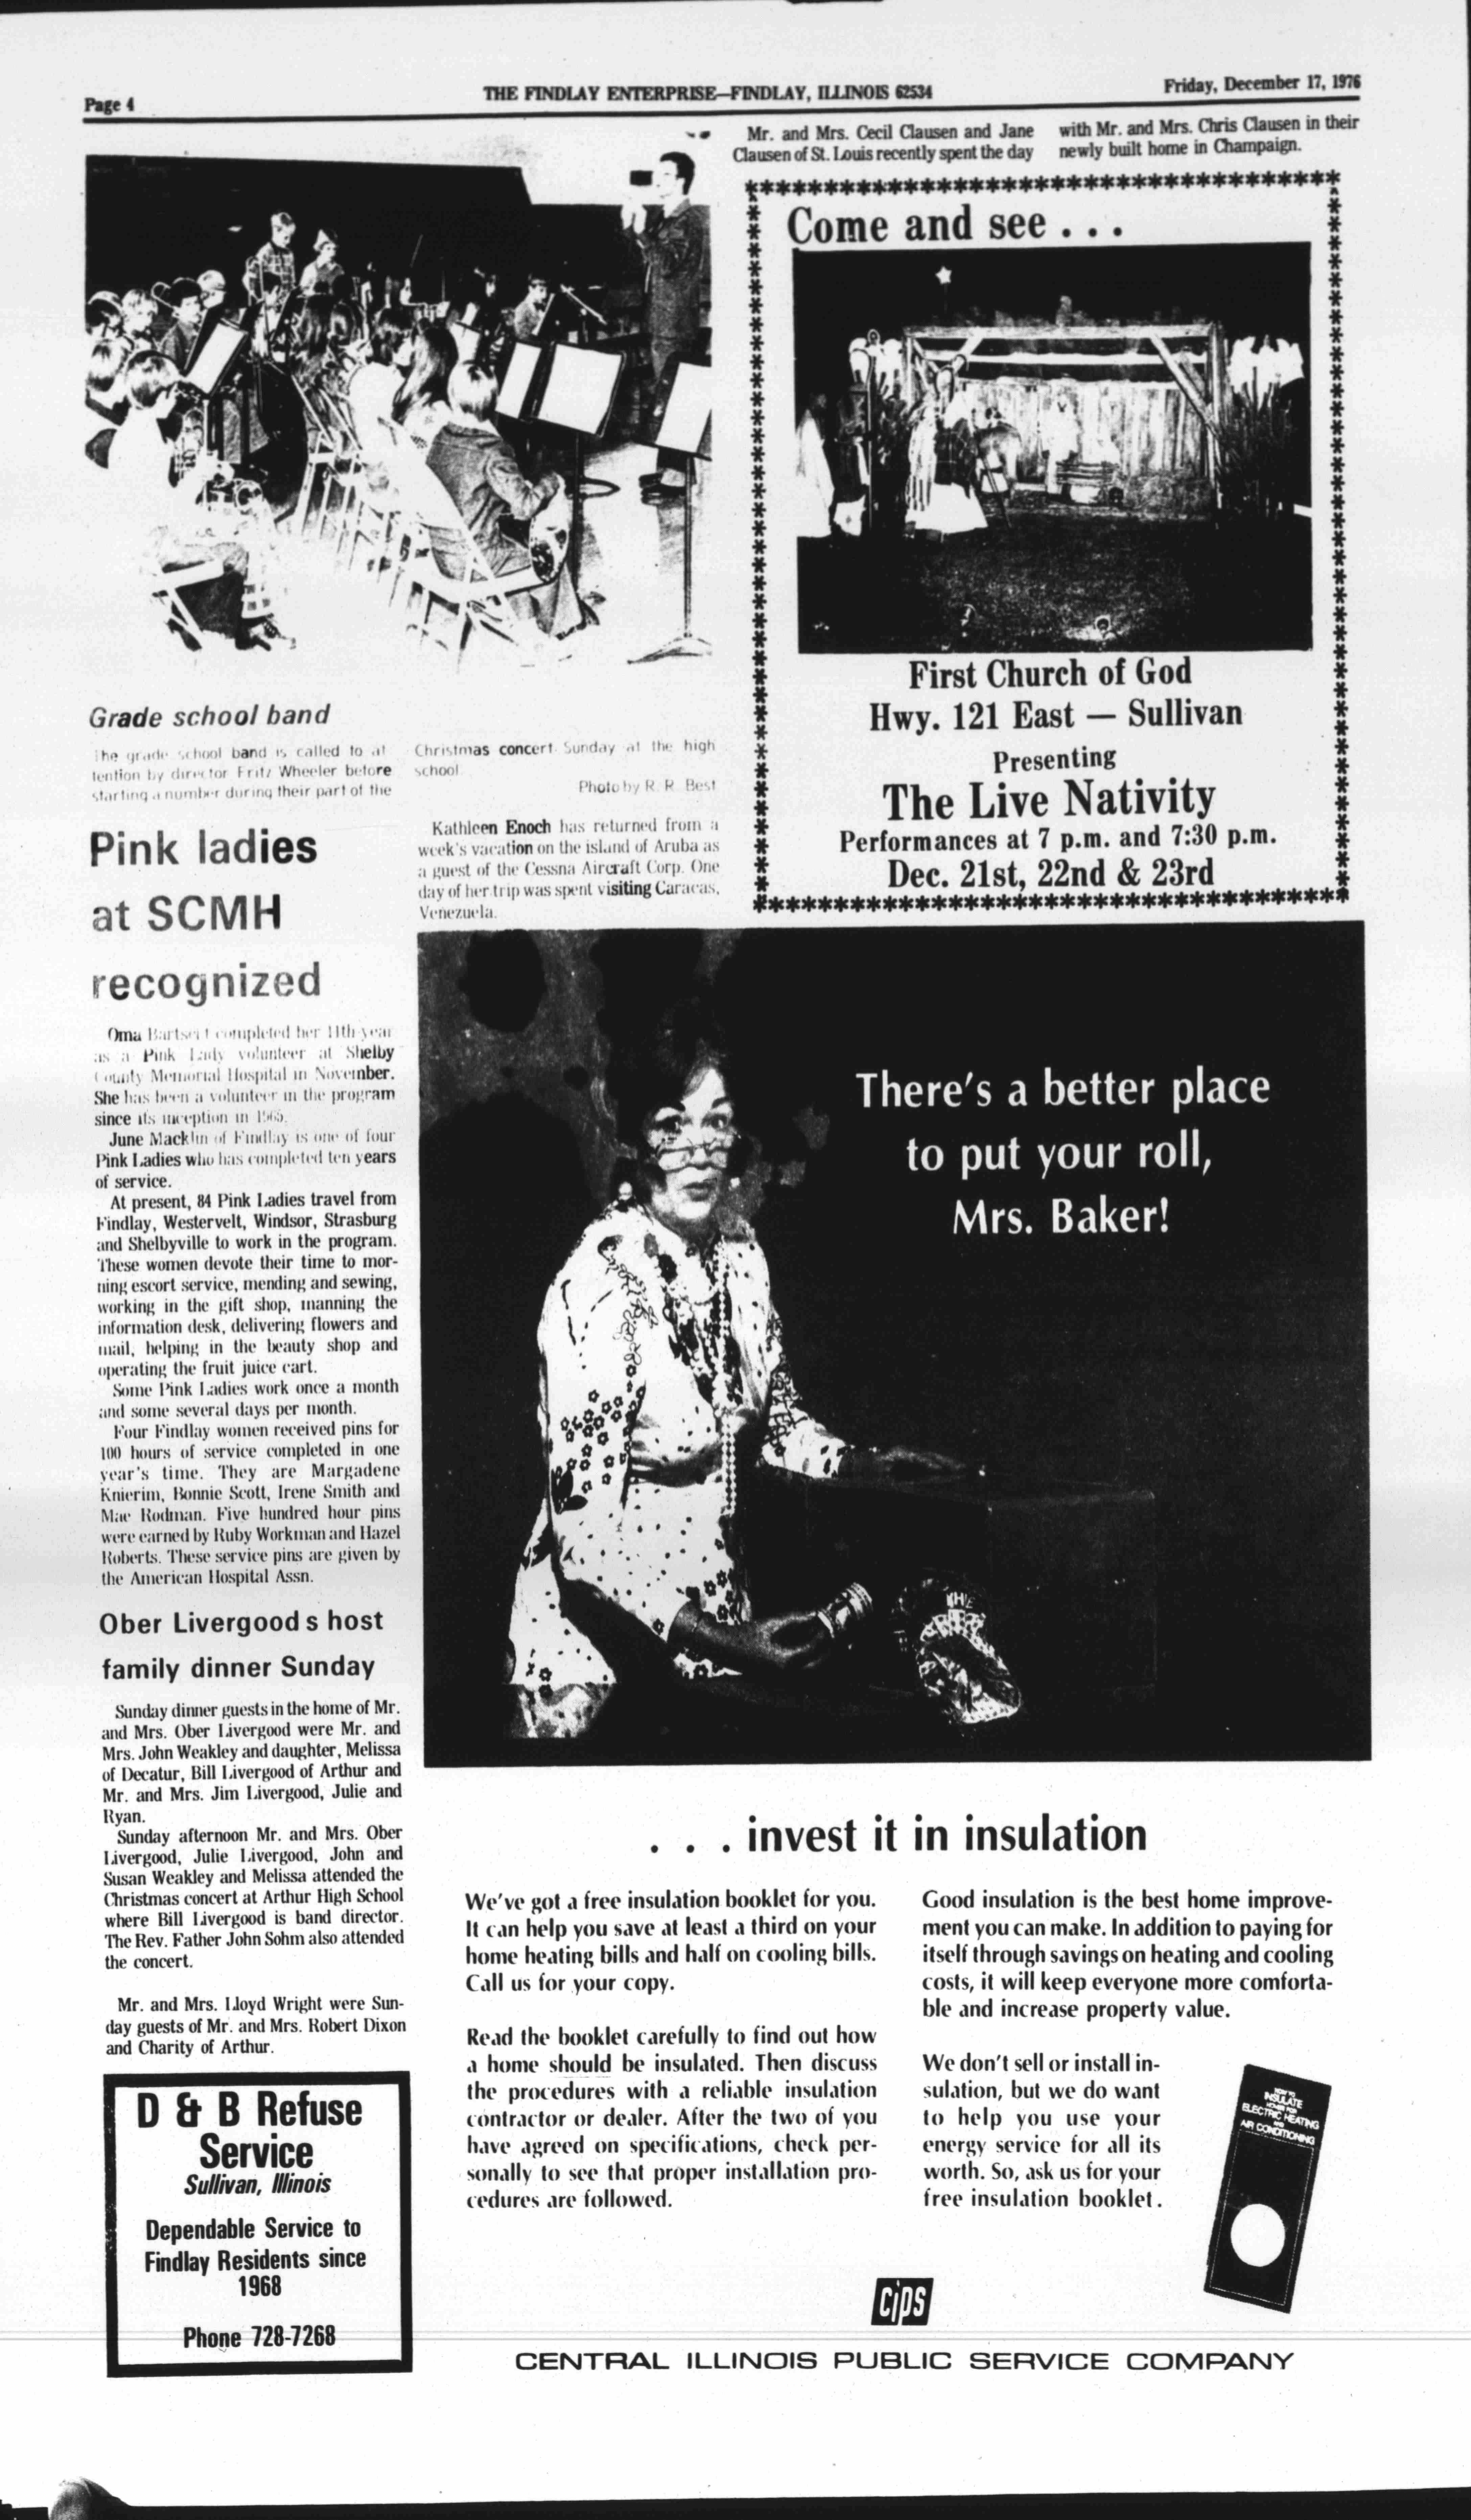 Page 4
THE FINDLAY ENTERPRISE—FINDLAY, ILLINOIS 62534
Friday, December 17, 1976
Grade school band
The grade school band is called to at
tention by director Fritz Wheeler before
starting a number during their part of the
Christmas concert Sunday at the high
school
Photo by R. R. Best
Pink ladies
at SCMH
recognized
Oma completed her 11th year
as a Pink Lady volunteer at Shelby
County Memorial Hospital in November.
She has been a volunteer in the program
since its inception in 1965.
June Macklin of Findlay is one of four
Pink Ladies who has completed ten years
of service.
At present, 84 Pink Ladies travel from
Findlay, Westervelt, Windsor, Strasburg
and Shelbyville to work in the program.
These women devote their time to mor-
ning escort service, mending and sewing,
working in the gift shop, manning the
information desk, delivering flowers and
mail, helping in the beauty shop and
operating the fruit juice cart.
Some Pink Ladies work once a month
and some several days per month.
Four Findlay women received pins for
100 hours of service completed in one
year's time. They are Margadene
Knierim, Bonnie Scott, Irene Smith and
Mae Rodman. Five hundred hour pins
were earned by Ruby Workman and Hazel
Roberts. These service pins are given by
the American Hospital Assn.
Ober Livergood s host
family dinner Sunday
Sunday dinner guests in the home of Mr.
and Mrs. Ober Livergood were Mr. and
Mrs. John Weakley and daughter, Melissa
of Decatur, Bill Livergood of Arthur and
Mr. and Mrs. Jim Livergood, Julie and
Ryan.
Sunday afternoon Mr. and Mrs. Ober
Livergood, Julie Livergood, John and
Susan Weakley and Melissa attended the
Christmas concert at Arthur High School
where Bill Livergood is band director.
The Rev. Father John Sohm also attended
the concert.
Mr. and Mrs. Lloyd Wright were Sun-
day guests of Mr. and Mrs. Robert Dixon
and Charity of Arthur.
D & B Refuse
Service
Sullivan, Illinois
Dependable Service to
Findlay Residents since
1968
Phone 728-7268
Kathleen Enoch has returned from a
week's vacation on the island of Aruba as
a guest of the Cessna Aircraft Corp. One
day of her trip was spent visiting Caracas,
Venezuela.
Mr. and Mrs. Cecil Clausen and Jane
Clausen of St. Louis recently spent the day
with Mr. and Mrs. Chris Clausen in their
newly built home in Champaign.
Come and see . . .
First Church of God
Hwy. 121 East — Sullivan
Presenting
The Live Nativity
Performances at 7 p.m. and 7:30 p.m.
Dec. 21st, 22nd & 23rd
There's a better place
to put your roll,
Mrs. Baker!
. . . invest it in insulation
We've got a free insulation booklet for you.
It can help you save at least a third on your
home heating bills and half on cooling bills.
Call us for your copy.
Read the booklet carefully to find out how
a home should be insulated. Then discuss
the procedures with a reliable insulation
contractor or dealer. After the two of you
have agreed on specifications, check per-
sonally to see that proper installation pro-
cedures are followed.
Good insulation is the best home improve-
ment you can make. In addition to paying for
itself through savings on heating and cooling
costs, it will keep everyone more comforta-
ble and increase property value.
We don't sell or install in-
sulation, but we do want
to help you use your
energy service for all its
worth. So, ask us for your
free insulation booklet.
HOW TO
INSULATE
HOMES FOR
ELECTRIC HEATING
AND
AIR CONDITIONING
CIPS
CENTRAL ILLINOIS PUBLIC SERVICE COMPANY